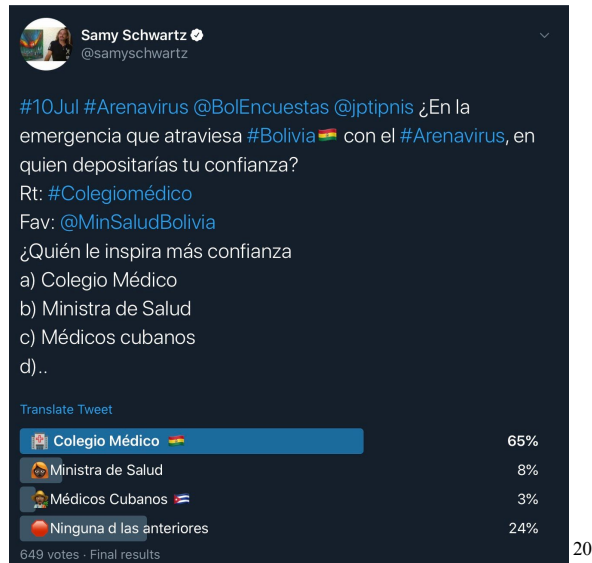 Samy Schwartz
@samyschwartz
#10Jul #Arenavirus @BolEncuestas @jptipnis ¿En la
emergencia que atraviesa #Bolivia🇧🇴 con el #Arenavirus, en
quien depositarías tu confianza?
Rt: #Colegiomédico
Fav: @MinSaludBolivia
¿Quién le inspira más confianza
a) Colegio Médico
b) Ministra de Salud
c) Médicos cubanos
d)..
Translate Tweet
🏥 Colegio Médico 🇧🇴 65%
Ministra de Salud 8%
Médicos Cubanos 🇨🇺 3%
🛑Ninguna d las anteriores 24%
649 votes · Final results
20